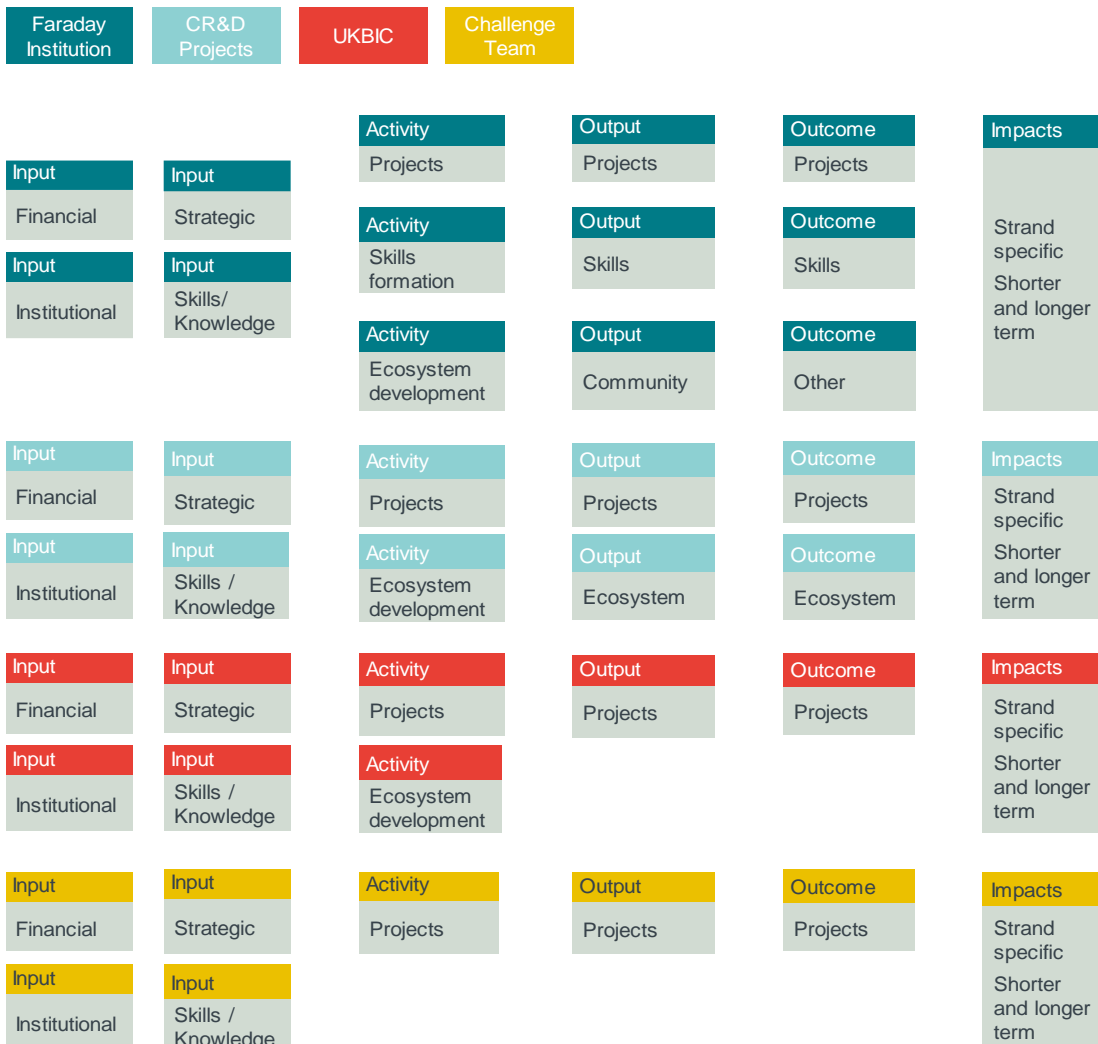 Faraday
Institution
CR&D
Projects
UKBIC
Challenge
Team
Activity
Projects
Output
Projects
Outcome
Projects
Impacts
Strand
specific
Shorter
and longer
term
Input
Financial
Input
Strategic
Activity
Skills
formation
Output
Skills
Outcome
Skills
Input
Institutional
Input
Skills/
Knowledge
Activity
Ecosystem
development
Output
Community
Outcome
Other
Input
Financial
Input
Strategic
Activity
Projects
Output
Projects
Outcome
Projects
Impacts
Strand
specific
Shorter
and longer
term
Input
Institutional
Input
Skills /
Knowledge
Activity
Ecosystem
development
Output
Ecosystem
Outcome
Ecosystem
Input
Financial
Input
Strategic
Activity
Projects
Output
Projects
Outcome
Projects
Impacts
Strand
specific
Shorter
and longer
term
Input
Institutional
Input
Skills /
Knowledge
Activity
Ecosystem
development
Input
Financial
Input
Strategic
Activity
Projects
Output
Projects
Outcome
Projects
Impacts
Strand
specific
Shorter
and longer
term
Input
Institutional
Input
Skills /
Knowledge